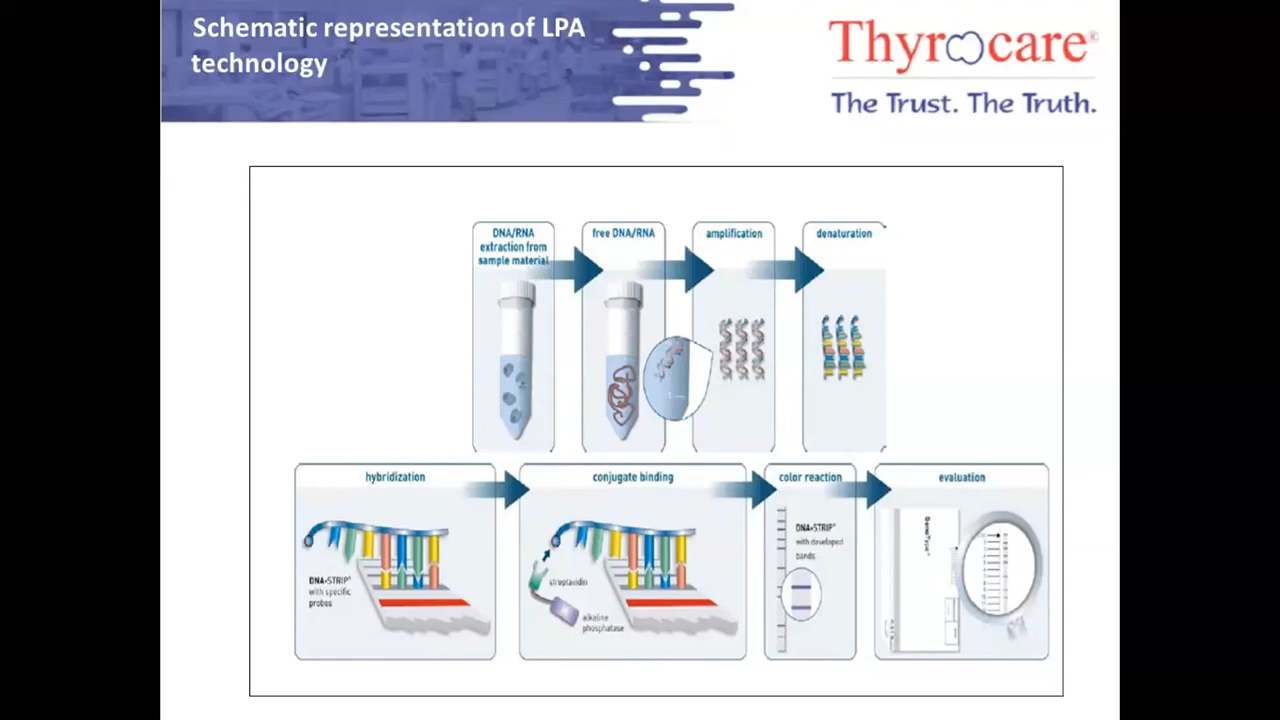 Schematic representation of LPA
technology
Thyrocare®
The Trust. The Truth.
DNA/RNA
extraction from
sample material
free DNA/RNA
amplification
denaturation
hybridization
DNA•STRIP®
with specific
probes
conjugate binding
streptavidin
alkaline
phosphatase
color reaction
DNA•STRIP®
with developed
bands
evaluation